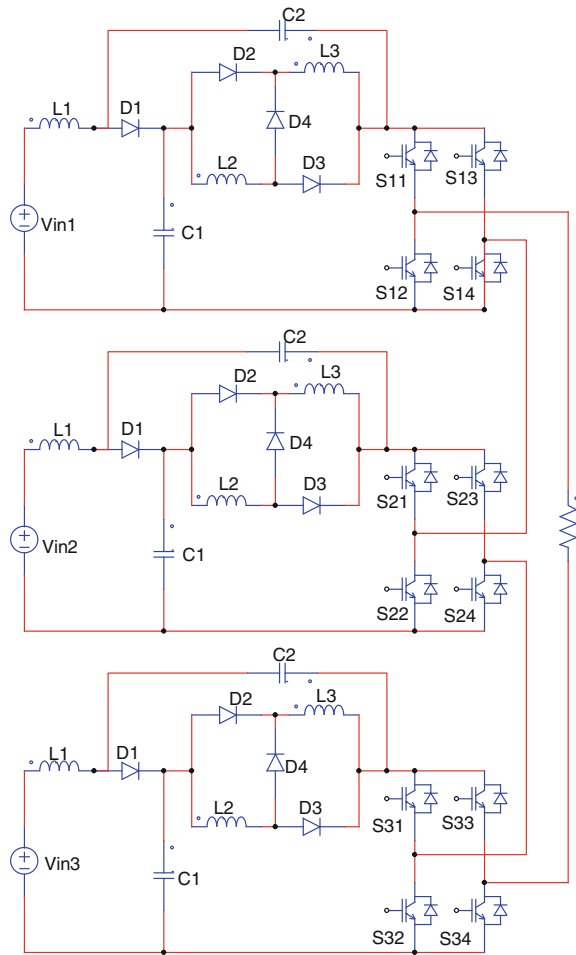 C2
D2
L3
L1
D1
D4
L2
D3
S11
S13
Vin1
C1
S12
S14
C2
D2
L3
L1
D1
D4
L2
D3
S21
S23
Vin2
C1
S22
S24
C2
D2
L3
L1
D1
D4
L2
D3
S31
S33
Vin3
C1
S32
S34